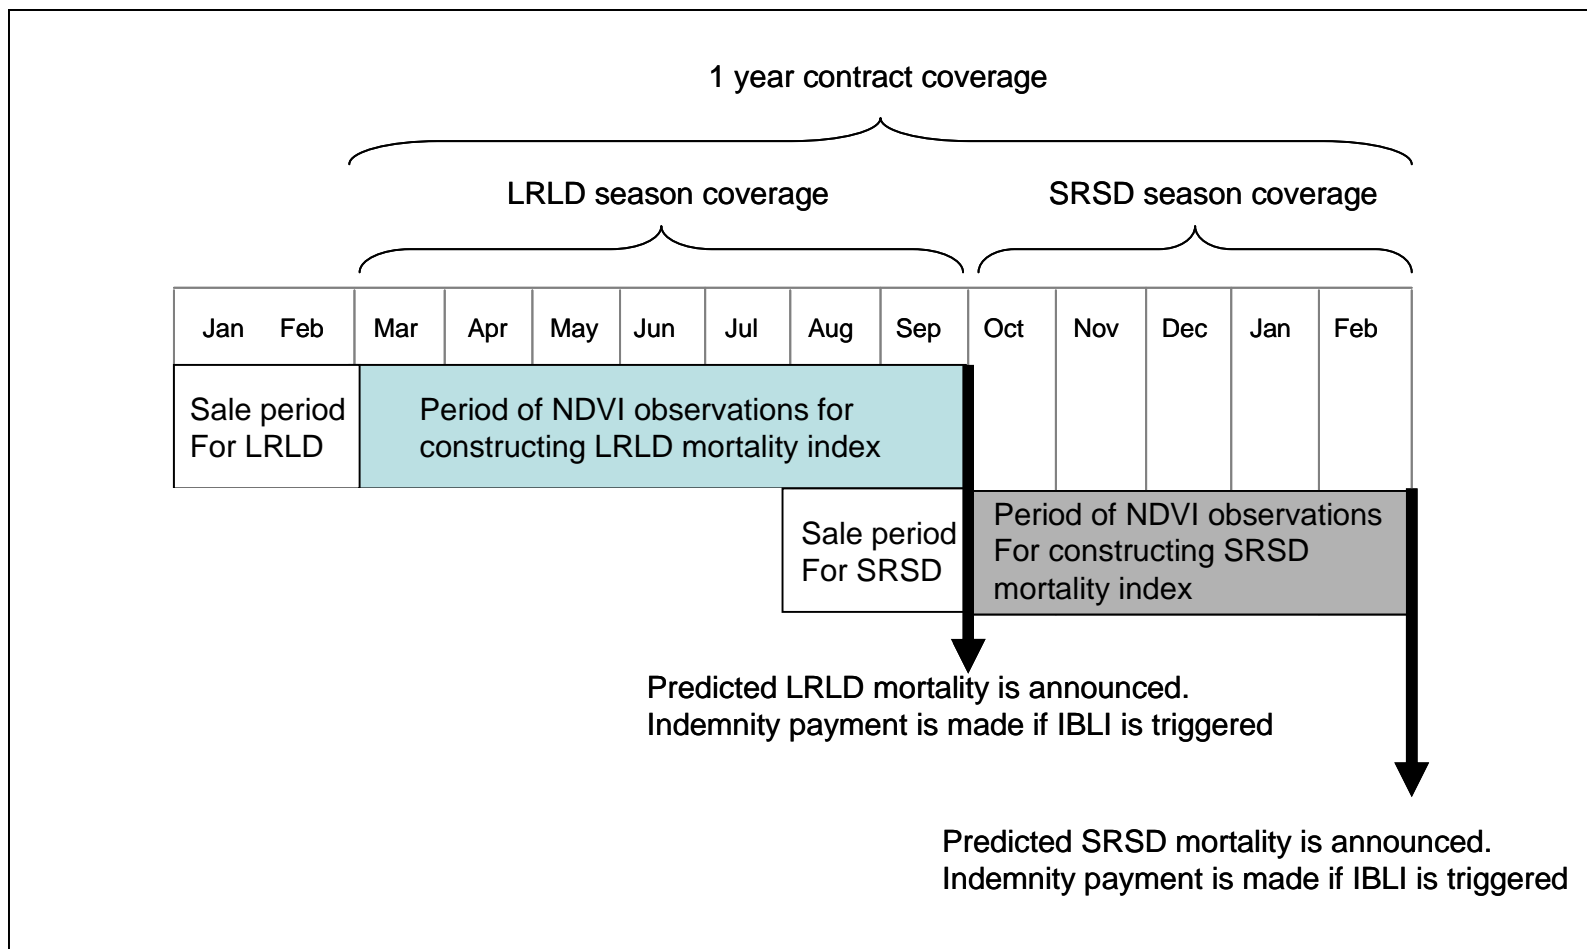 1 year contract coverage
LRLD season coverage
SRSD season coverage
Jan Feb Mar Apr May Jun Jul Aug Sep Oct Nov Dec Jan Feb
Sale period
For LRLD
Period of NDVI observations for
constructing LRLD mortality index
Sale period
For SRSD
Period of NDVI observations
For constructing SRSD
mortality index
Predicted LRLD mortality is announced.
Indemnity payment is made if IBLI is triggered
Predicted SRSD mortality is announced.
Indemnity payment is made if IBLI is triggered